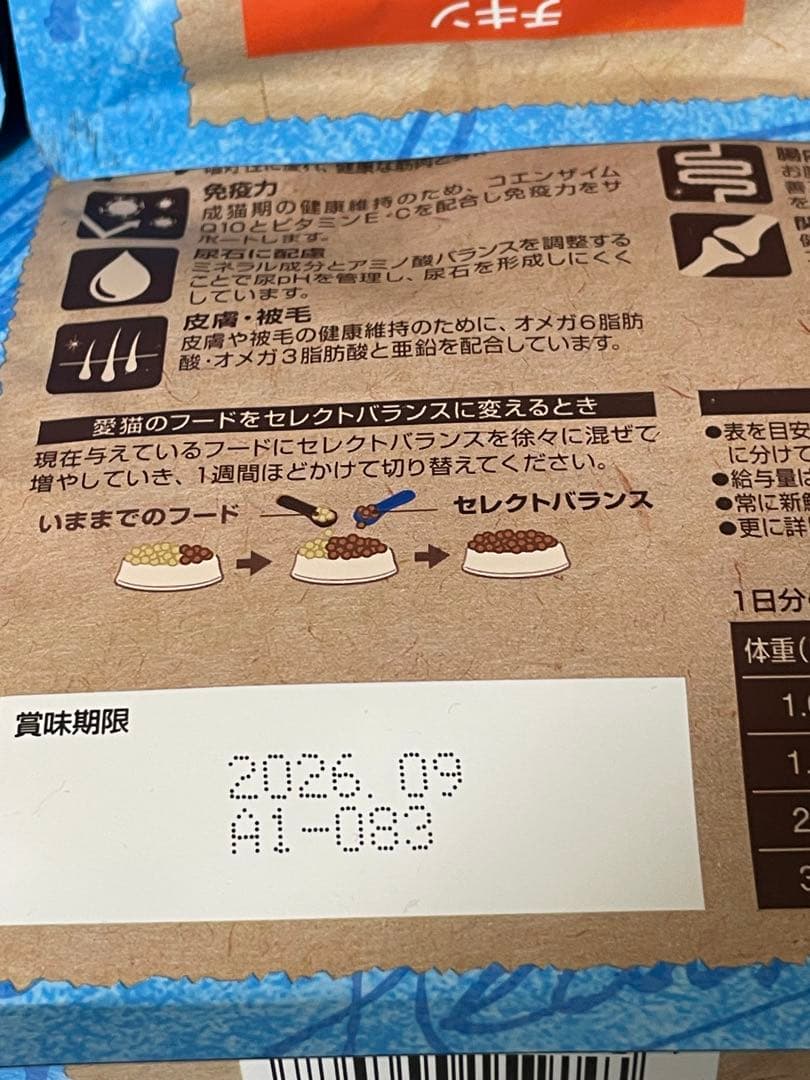 チキン
免疫力
成猫期の健康維持のため、コエンザイム
Q10とビタミンE・Cを配合し免疫力をサ
ポートします。
尿石に配慮
ミネラル成分とアミノ酸バランスを調整する
ことで尿pHを管理し、尿石を形成しにくく
しています。
皮膚・被毛
皮膚や被毛の健康維持のために、オメガ6脂肪
酸・オメガ3脂肪酸と亜鉛を配合しています。
愛猫のフードをセレクトバランスに変えるとき
現在与えているフードにセレクトバランスを徐々に混ぜて
増やしていき、1週間ほどかけて切り替えてください。
いままでのフード
セレクトバランス
●表を目安
に分けて
●給与量は
●常に新鮮
●更に詳
1日分
体重(
賞味期限
2026.09
A1-083